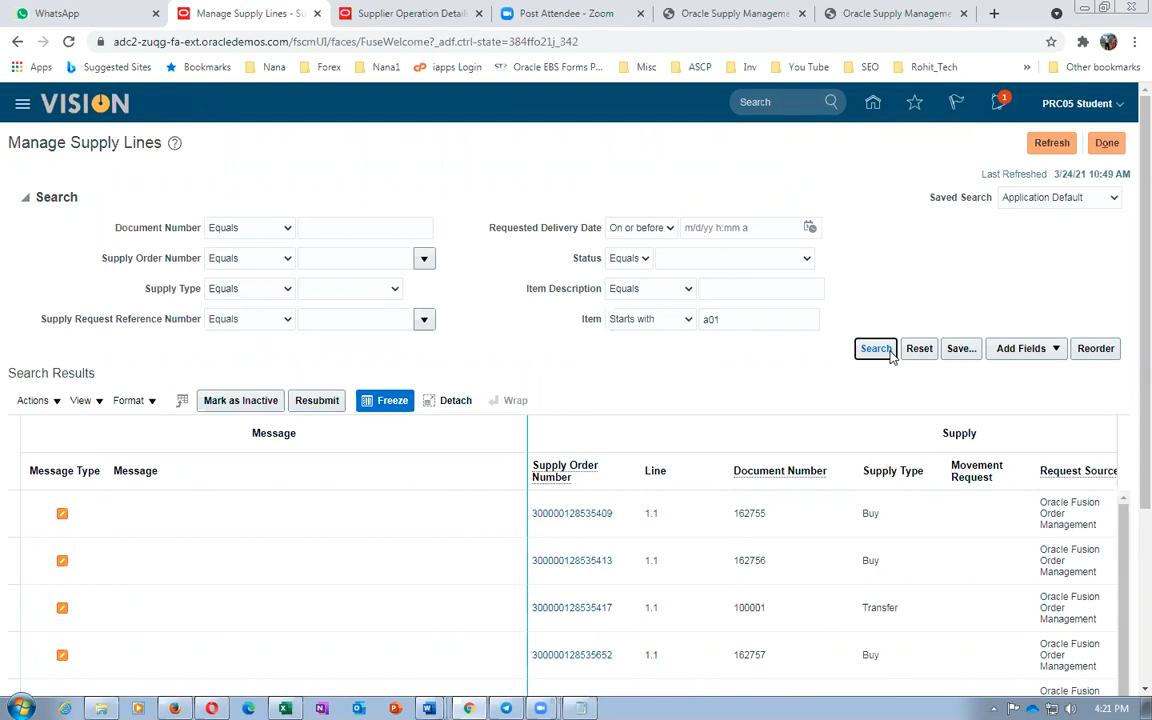 WhatsApp
Manage Supply Lines - Su
Supplier Operation Detail
Post Attendee - Zoom
Oracle Supply Manageme
Oracle Supply Manageme
adc2-zuqg-fa-ext.oracledemos.com/fscmUI/faces/FuseWelcome?_adf.ctrl-state=384ffo21j_342
Apps Suggested Sites Bookmarks Nana Forex Nana1 iapps Login Oracle EBS Forms P... Misc ASCP Inv You Tube SEO Rohit_Tech » Other bookmarks
VISION
Search
1
PRC05 Student
Manage Supply Lines
Refresh Done
Last Refreshed 3/24/21 10:49 AM
Search
Saved Search Application Default
Document Number Equals
Requested Delivery Date On or before m/d/yy h:mm a
Supply Order Number Equals
Status Equals
Supply Type Equals
Item Description Equals
Supply Request Reference Number Equals
Item Starts with a01
Search Reset Save... Add Fields Reorder
Search Results
Actions View Format Mark as Inactive Resubmit Freeze Detach Wrap
Message Supply
Message Type Message Supply Order Number Line Document Number Supply Type Movement Request Request Source
300000128535409 1.1 162755 Buy Oracle Fusion Order Management
300000128535413 1.1 162756 Buy Oracle Fusion Order Management
300000128535417 1.1 100001 Transfer Oracle Fusion Order Management
300000128535652 1.1 162757 Buy Oracle Fusion Order Management
Oracle Fusion
4:21 PM